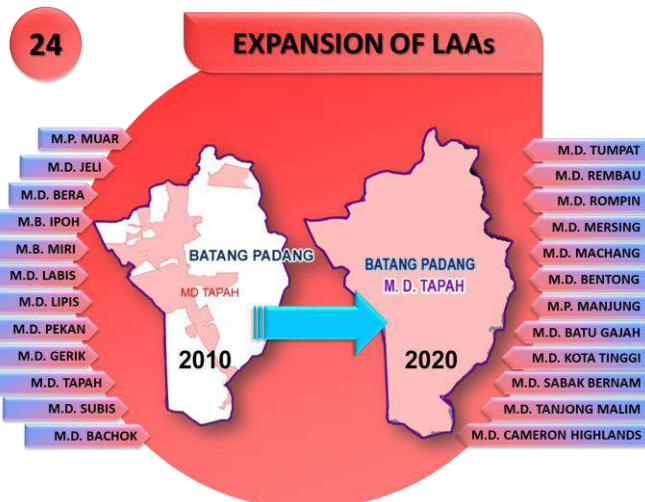 24
EXPANSION OF LAAs
M.P. MUAR
M.D. JELI
M.D. BERA
M.B. IPOH
M.B. MIRI
M.D. LABIS
M.D. LIPIS
M.D. PEKAN
M.D. GERIK
M.D. TAPAH
M.D. SUBIS
M.D. BACHOK
BATANG PADANG
MD TAPAH
2010
BATANG PADANG
M. D. TAPAH
2020
M.D. TUMPAT
M.D. REMBAU
M.D. ROMPIN
M.D. MERSING
M.D. MACHANG
M.D. BENTONG
M.P. MANJUNG
M.D. BATU GAJAH
M.D. KOTA TINGGI
M.D. SABAK BERNAM
M.D. TANJONG MALIM
M.D. CAMERON HIGHLANDS